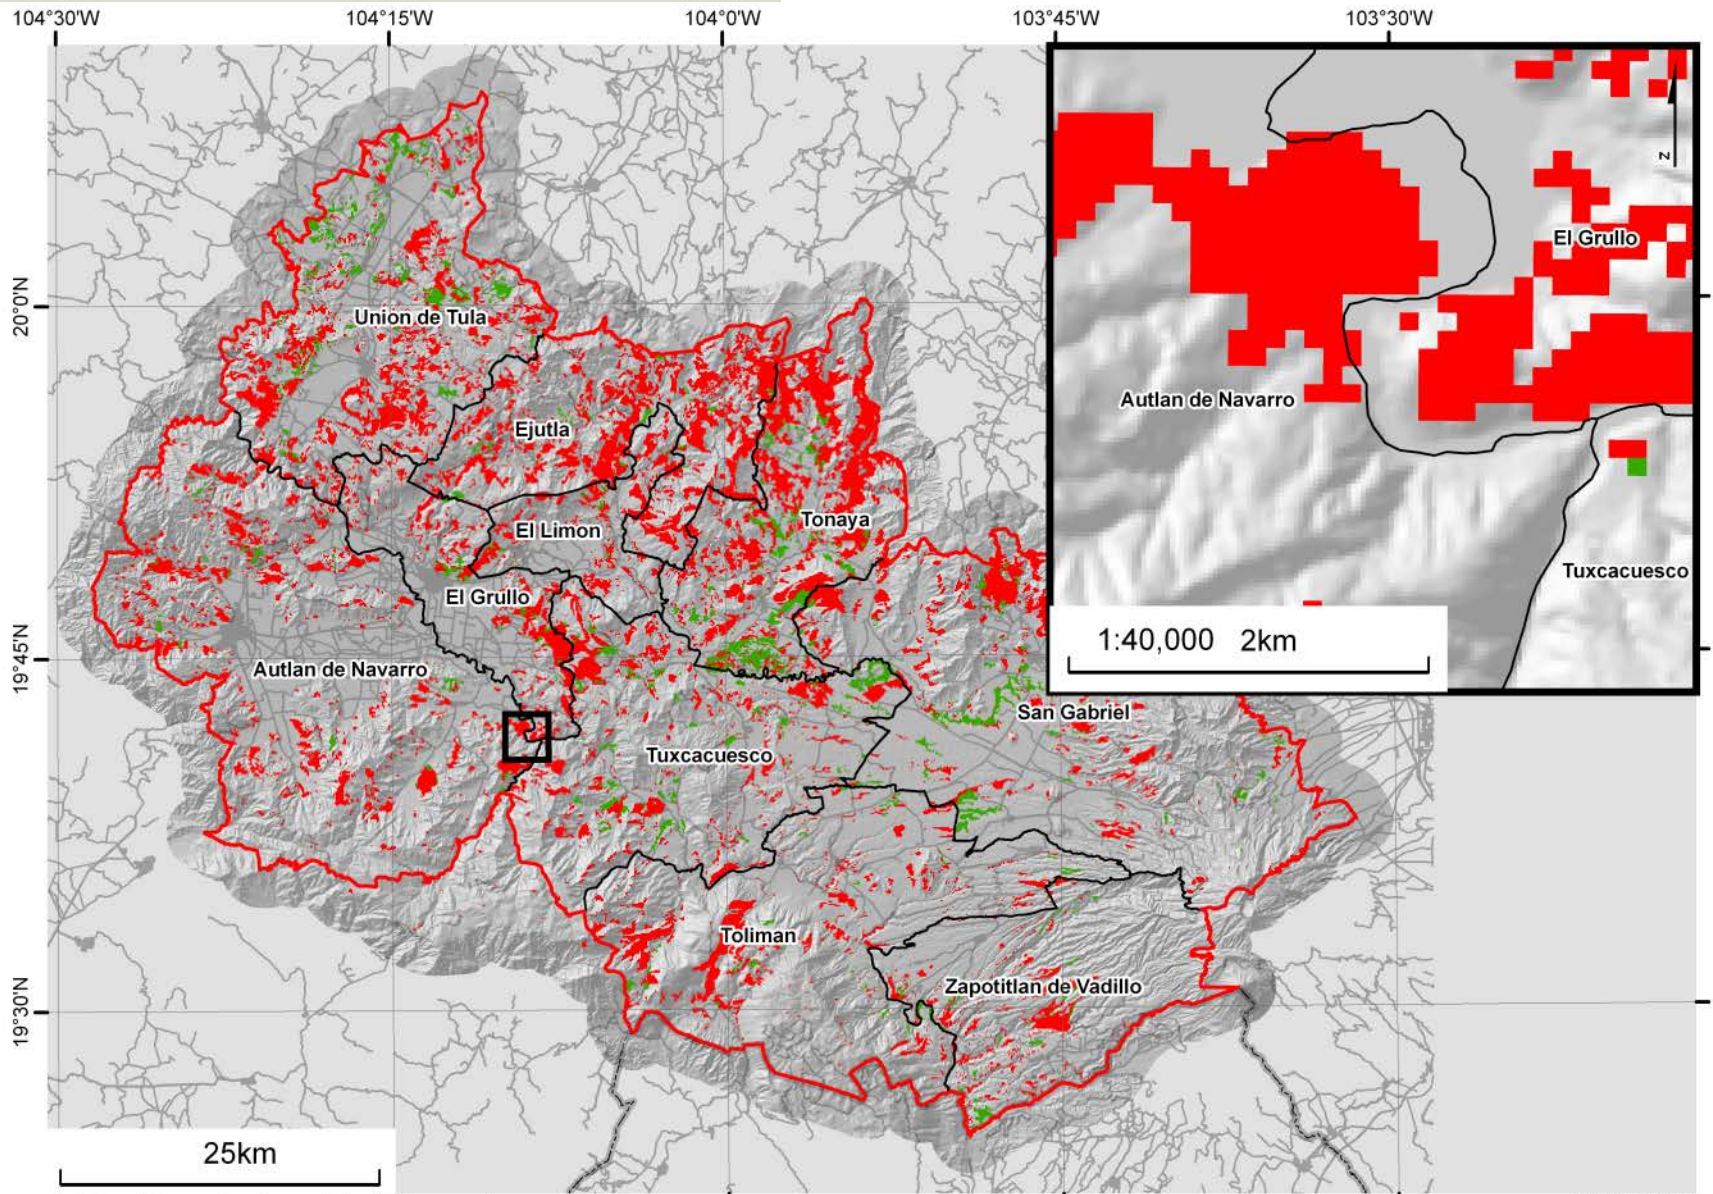 104°30'W 104°15'W 104°0'W 103°45'W 103°30'W
20°0'N
19°45'N
19°30'N
Union de Tula
Ejutla
El Limon
Tonaya
El Grullo
Autlan de Navarro
San Gabriel
Tuxcacuesco
Toliman
Zapotitlan de Vadillo
25km
N
El Grullo
Autlan de Navarro
Tuxcacuesco
1:40,000 2km